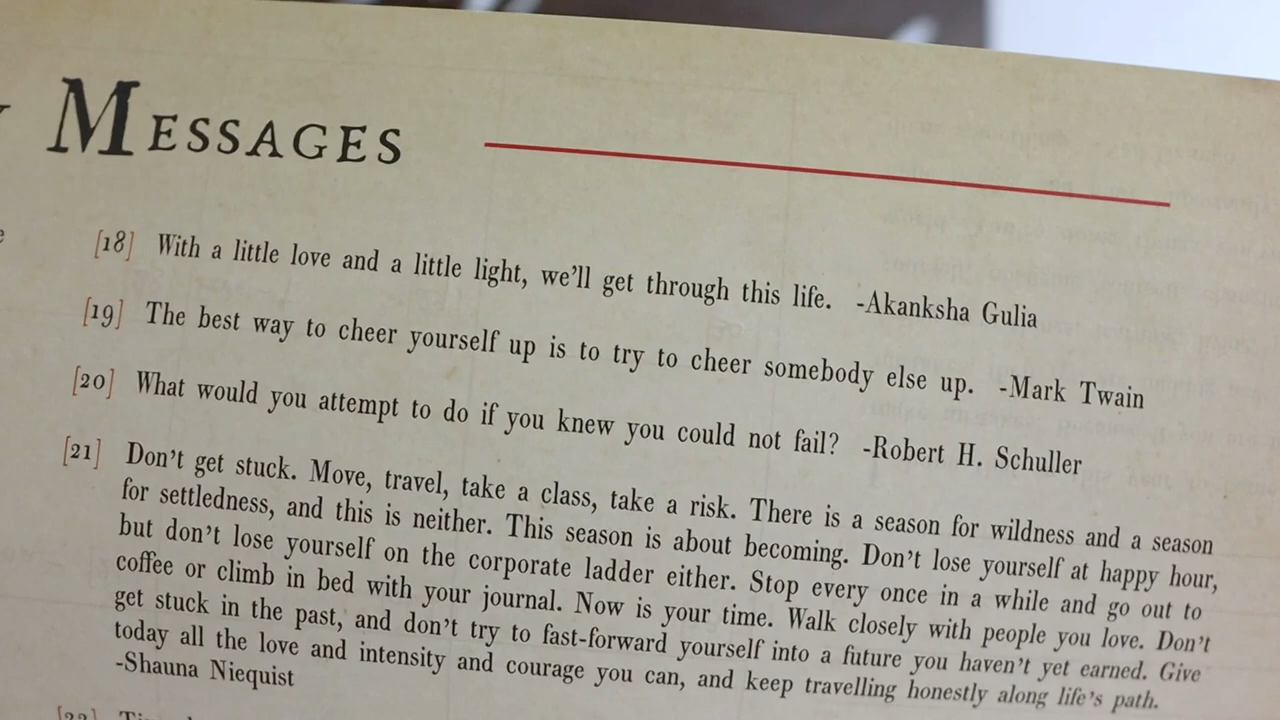 MESSAGES
[18] With a little love and a little light, we'll get through this life. -Akanksha Gulia
[19] The best way to cheer yourself up is to try to cheer somebody else up. -Mark Twain
[20] What would you attempt to do if you knew you could not fail? -Robert H. Schuller
[21] Don't get stuck. Move, travel, take a class, take a risk. There is a season for wildness and a season
for settledness, and this is neither. This season is about becoming. Don't lose yourself at happy hour,
but don't lose yourself on the corporate ladder either. Stop every once in a while and go out to
coffee or climb in bed with your journal. Now is your time. Walk closely with people you love. Don't
get stuck in the past, and don't try to fast-forward yourself into a future you haven't yet earned. Give
today all the love and intensity and courage you can, and keep travelling honestly along life's path.
-Shauna Niequist
[22]